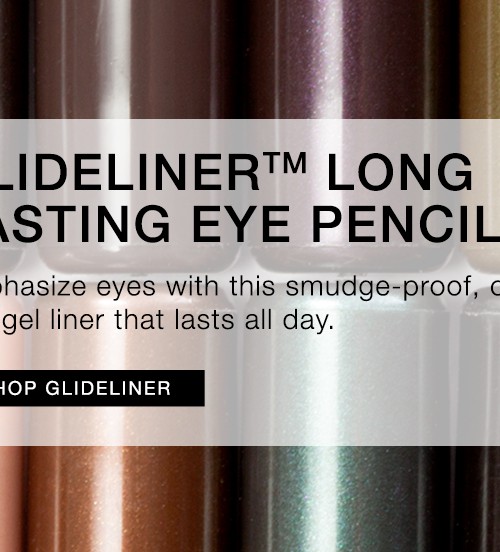 LIDELINER™ LONG
ASTING EYE PENCIL
phasize eyes with this smudge-proof,
gel liner that lasts all day.
HOP GLIDELINER